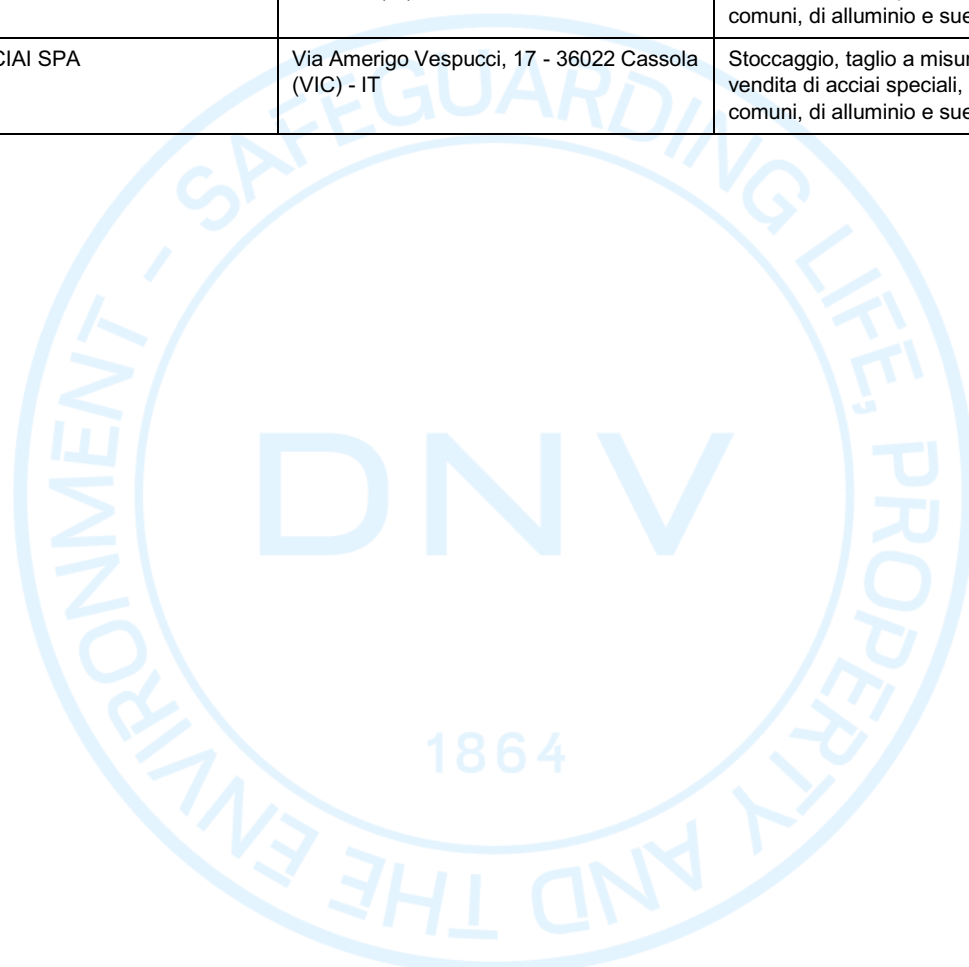 comuni, di alluminio e sue
CIAI SPA
Via Amerigo Vespucci, 17 - 36022 Cassola
(VIC) - IT
Stoccaggio, taglio a misur
vendita di acciai speciali,
comuni, di alluminio e sue
SAFEGUARDING LIFE, PROPERTY AND THE ENVIRONMENT -
DNV
1864